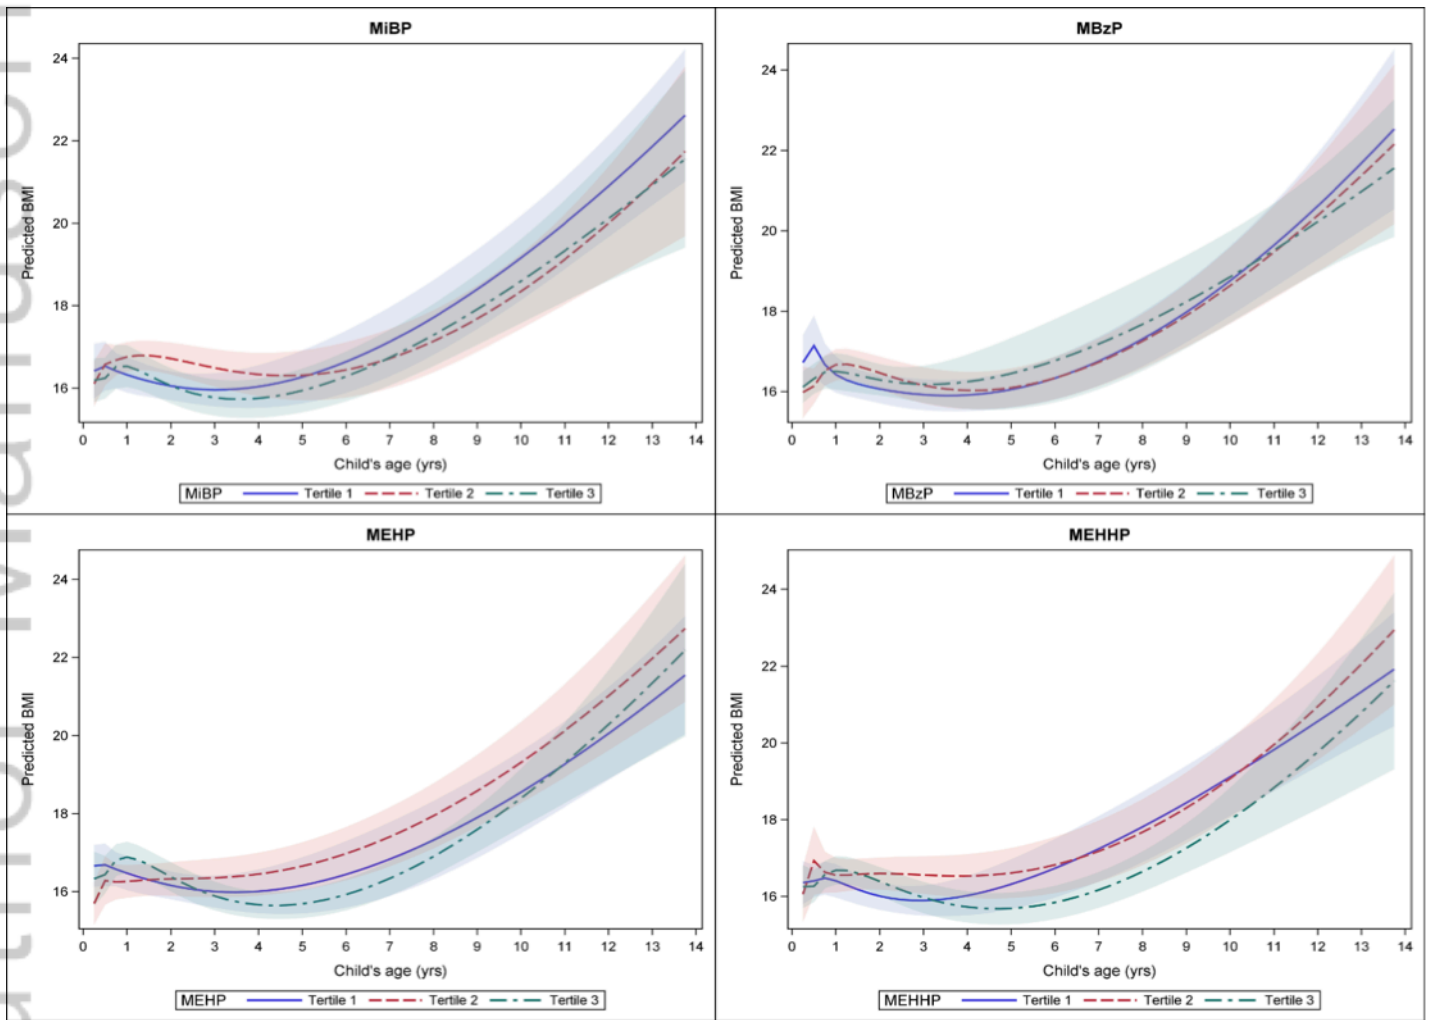 MiBP
24
22
20
18
16
Predicted BMI
0 1 2 3 4 5 6 7 8 9 10 11 12 13 14
Child's age (yrs)
MiBP Tertile 1 Tertile 2 Tertile 3
MBzP
24
22
20
18
16
Predicted BMI
0 1 2 3 4 5 6 7 8 9 10 11 12 13 14
Child's age (yrs)
MBzP Tertile 1 Tertile 2 Tertile 3
MEHP
24
22
20
18
16
Predicted BMI
0 1 2 3 4 5 6 7 8 9 10 11 12 13 14
Child's age (yrs)
MEHP Tertile 1 Tertile 2 Tertile 3
MEHHP
24
22
20
18
16
Predicted BMI
0 1 2 3 4 5 6 7 8 9 10 11 12 13 14
Child's age (yrs)
MEHHP Tertile 1 Tertile 2 Tertile 3